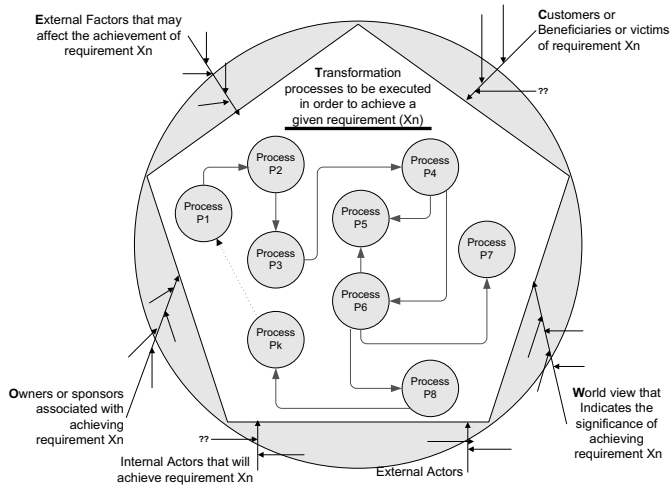 External Factors that may
affect the achievement of
requirement Xn
Customers or
Beneficiaries or victims
of requirement Xn
??
Transformation
processes to be executed
in order to achieve a
given requirement (Xn)
Process
P2
Process
P4
Process
P1
Process
P5
Process
P3
Process
P7
Process
P6
Process
Pk
Process
P8
Owners or sponsors
associated with
achieving
requirement Xn
World view that
Indicates the
significance of
achieving
requirement Xn
??
Internal Actors that will
achieve requirement Xn
External Actors